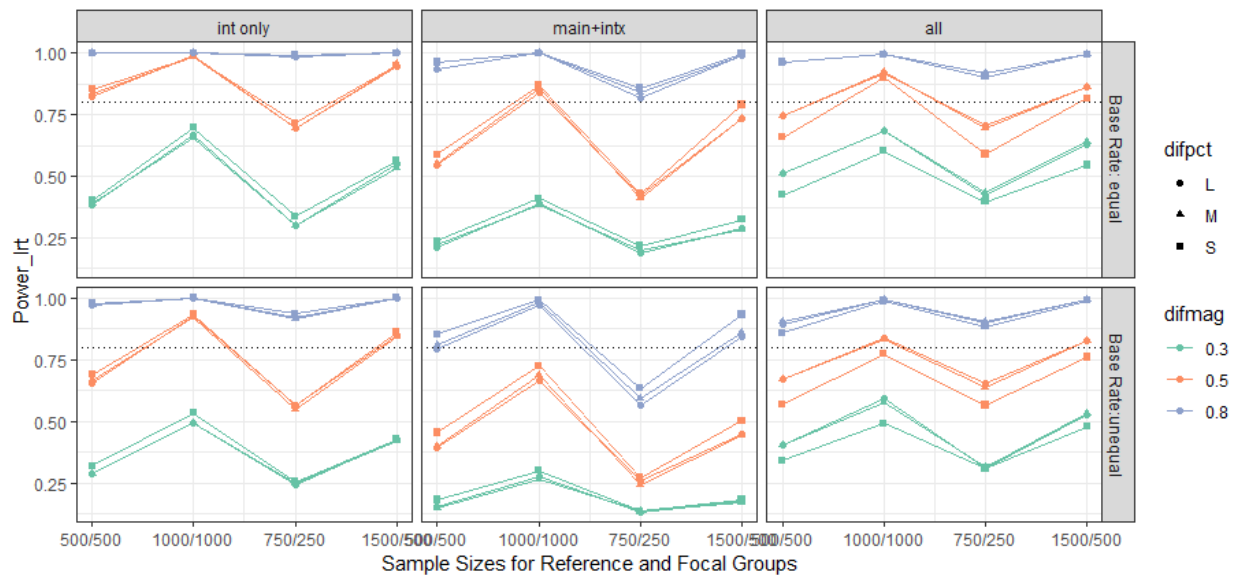 int only
main+intx
all
1.00
0.75
0.50
0.25
Base Rate: equal
1.00
0.75
0.50
0.25
Base Rate:unequal
Power_lrt
500/500
1000/1000
750/250
1500/500
500/500
1000/1000
750/250
1500/500
500/500
1000/1000
750/250
1500/500
Sample Sizes for Reference and Focal Groups
difpct
L
M
S
difmag
0.3
0.5
0.8